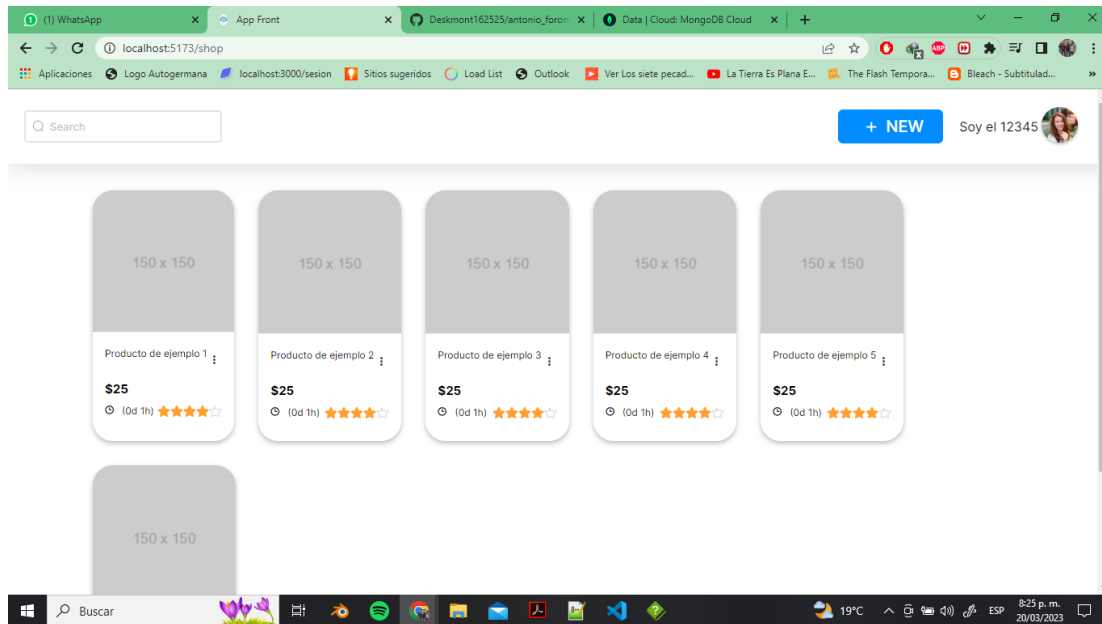 (1) WhatsApp
App Front
Deskmont162525/antonio_foron
Data | Cloud: MongoDB Cloud
localhost:5173/shop
Aplicaciones
Logo Autogermana
localhost:3000/sesion
Sitios sugeridos
Load List
Outlook
Ver Los siete pecad...
La Tierra Es Plana E...
The Flash Tempora...
Bleach - Subtitulad...
»
Search
+ NEW
Soy el 12345
150 x 150
150 x 150
150 x 150
150 x 150
150 x 150
Producto de ejemplo 1
Producto de ejemplo 2
Producto de ejemplo 3
Producto de ejemplo 4
Producto de ejemplo 5
$25
$25
$25
$25
$25
(0d 1h)
(0d 1h)
(0d 1h)
(0d 1h)
(0d 1h)
150 x 150
Buscar
19°C
ESP
8:25 p. m.
20/03/2023